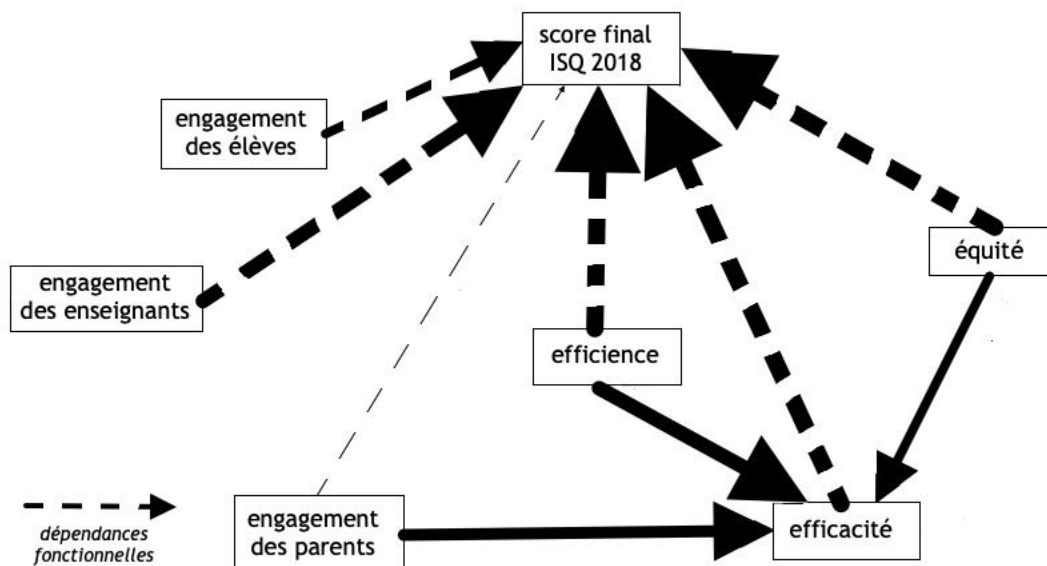 score final
ISQ 2018
engagement
des élèves
équité
engagement
des enseignants
efficience
engagement
des parents
efficacité
dépendances
fonctionnelles